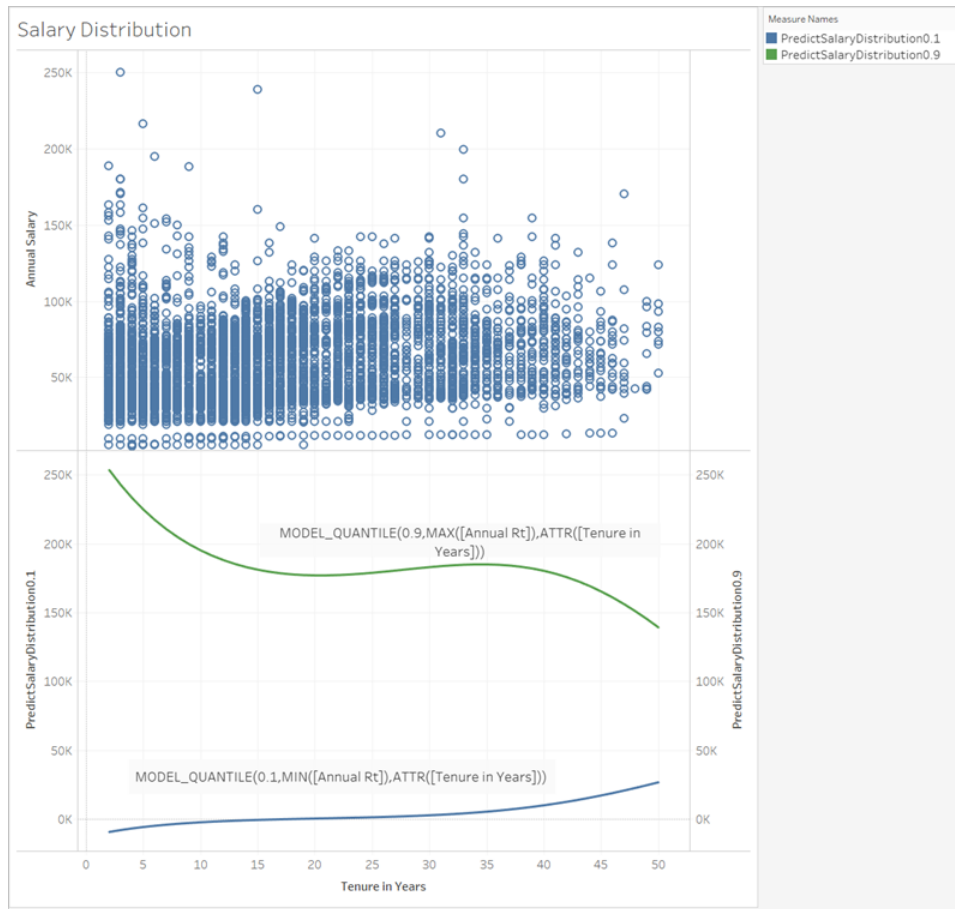 Salary Distribution
Measure Names
PredictSalaryDistribution0.1
PredictSalaryDistribution0.9
250K
200K
150K
100K
50K
Annual Salary
250K
200K
150K
100K
50K
0K
PredictSalaryDistribution0.1
MODEL_QUANTILE(0.9,MAX([Annual Rt]),ATTR([Tenure in
Years]))
MODEL_QUANTILE(0.1,MIN([Annual Rt]),ATTR([Tenure in Years]))
250K
200K
150K
100K
50K
0K
PredictSalaryDistribution0.9
0 5 10 15 20 25 30 35 40 45 50
Tenure in Years